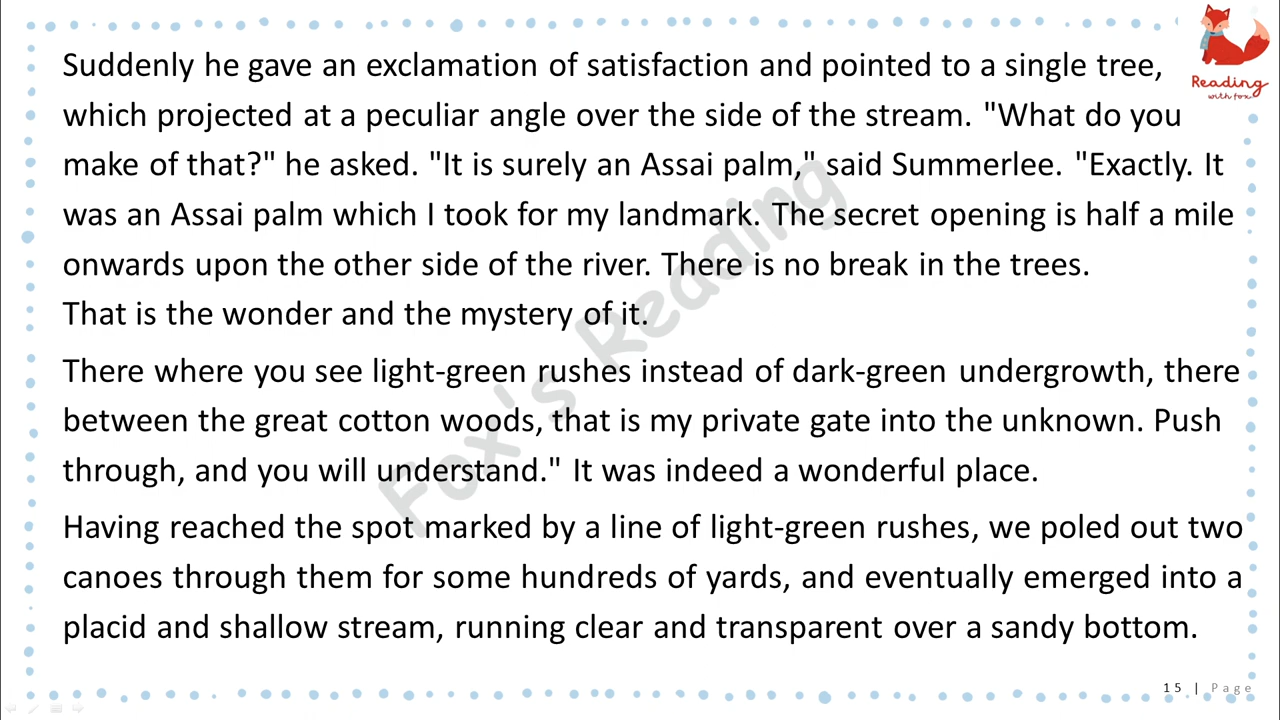 Suddenly he gave an exclamation of satisfaction and pointed to a single tree,
which projected at a peculiar angle over the side of the stream. "What do you
make of that?" he asked. "It is surely an Assai palm," said Summerlee. "Exactly. It
was an Assai palm which I took for my landmark. The secret opening is half a mile
onwards upon the other side of the river. There is no break in the trees.
That is the wonder and the mystery of it.
There where you see light-green rushes instead of dark-green undergrowth, there
between the great cotton woods, that is my private gate into the unknown. Push
through, and you will understand." It was indeed a wonderful place.
Having reached the spot marked by a line of light-green rushes, we poled out two
canoes through them for some hundreds of yards, and eventually emerged into a
placid and shallow stream, running clear and transparent over a sandy bottom.
Reading
with fox
Fox's Reading
15 | Page